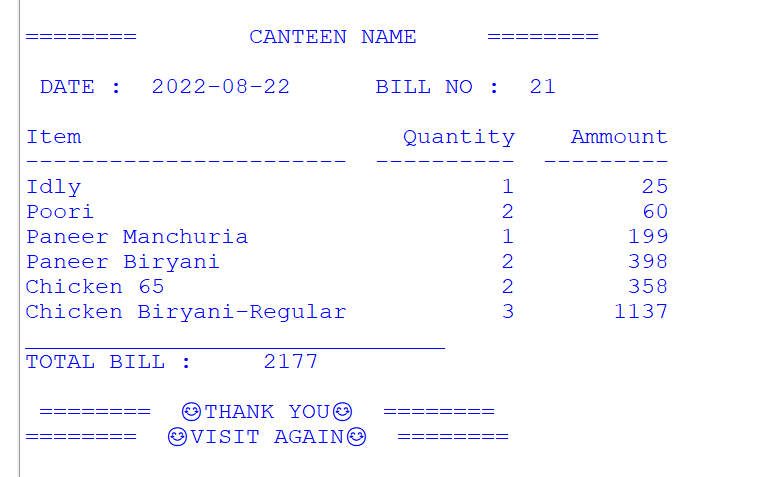 ======== CANTEEN NAME ========
DATE : 2022-08-22 BILL NO : 21
Item Quantity Ammount
------------------------ ---------- ---------
Idly 1 25
Poori 2 60
Paneer Manchuria 1 199
Paneer Biryani 2 398
Chicken 65 2 358
Chicken Biryani-Regular 3 1137
______________________________
TOTAL BILL : 2177
======== 😊THANK YOU😊 ========
======== 😊VISIT AGAIN😊 ========